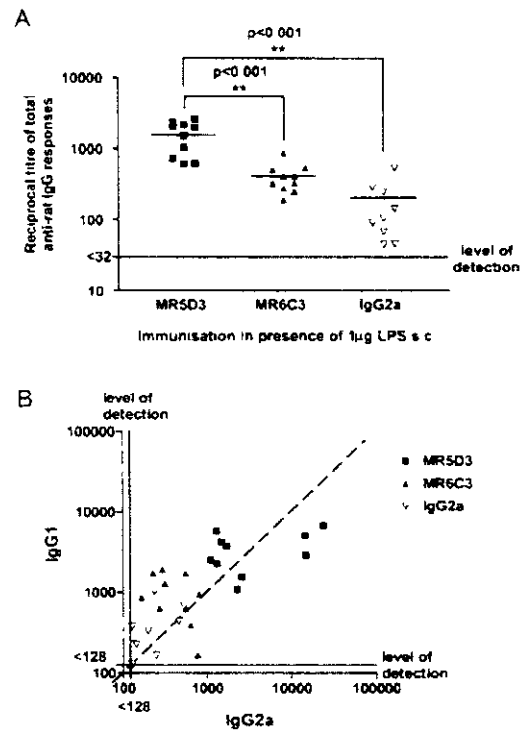 A
p<0 001
**
p<0 001
**
Reciprocal titre of total
anti-rat IgG responses
10000
1000
100
<32
10
level of
detection
MR5D3
MR6C3
IgG2a
Immunisation in presence of 1µg LPS s c
B
level of
detection
100000
10000
1000
<128
100
IgG1
MR5D3
MR6C3
IgG2a
level of
detection
100
1000
10000
100000
<128
IgG2a